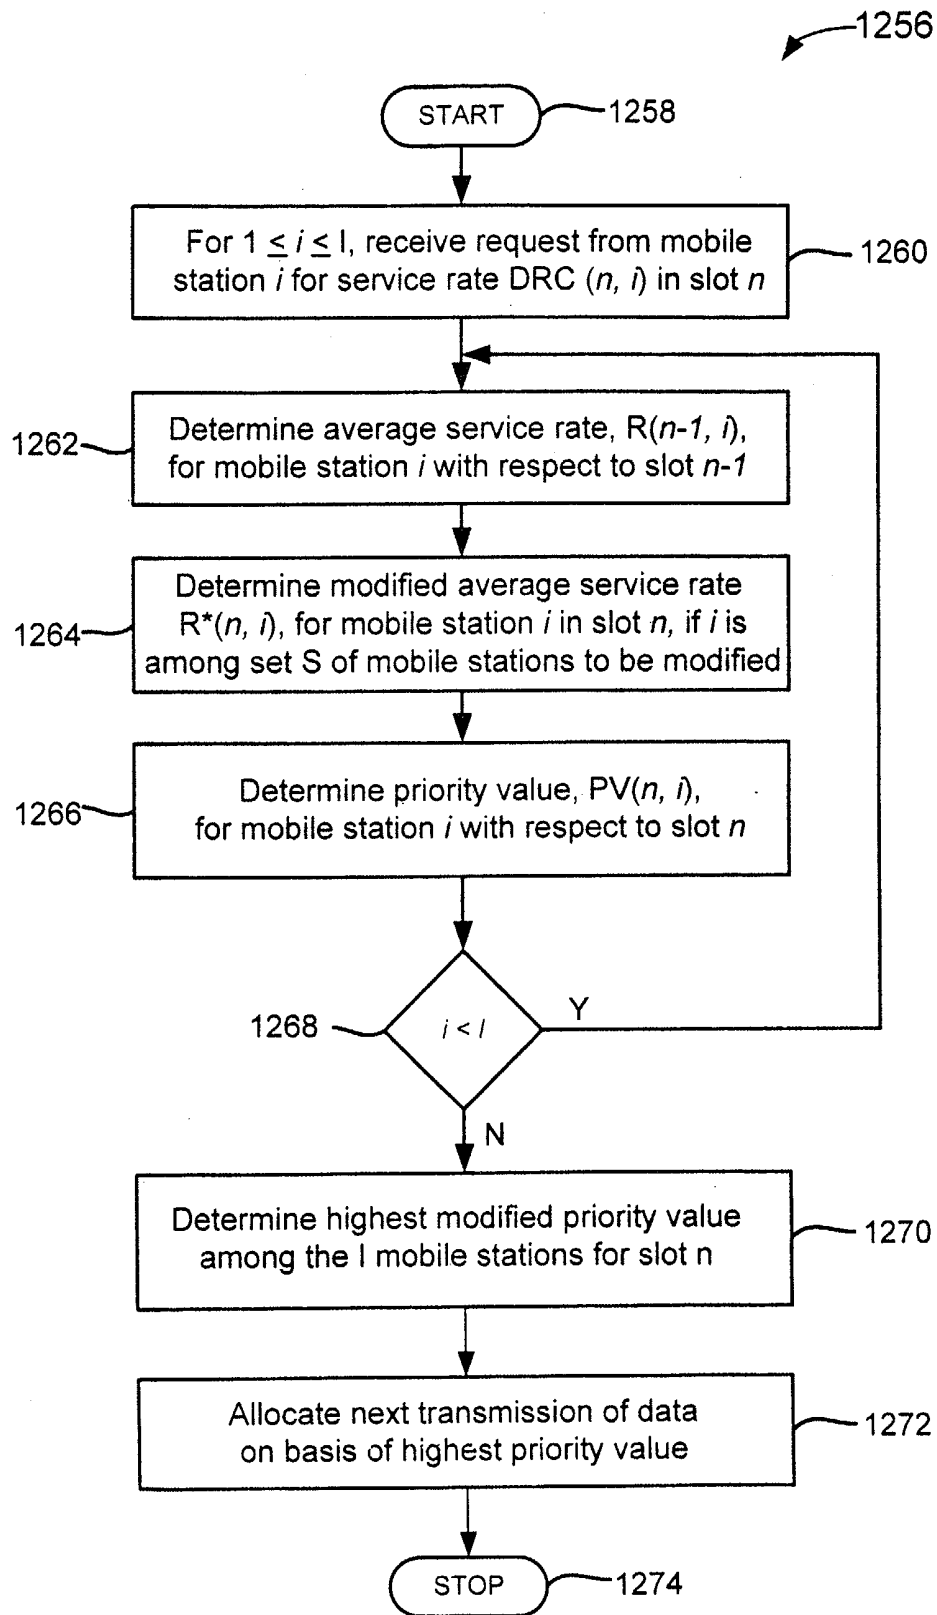 1256
START
1258
For 1 ≤ i ≤ I, receive request from mobile
station i for service rate DRC (n, i) in slot n
1260
1262
Determine average service rate, R(n-1, i),
for mobile station i with respect to slot n-1
1264
Determine modified average service rate
R*(n, i), for mobile station i in slot n, if i is
among set S of mobile stations to be modified
1266
Determine priority value, PV(n, i),
for mobile station i with respect to slot n
1268
i < I
Y
N
Determine highest modified priority value
among the I mobile stations for slot n
1270
Allocate next transmission of data
on basis of highest priority value
1272
STOP
1274